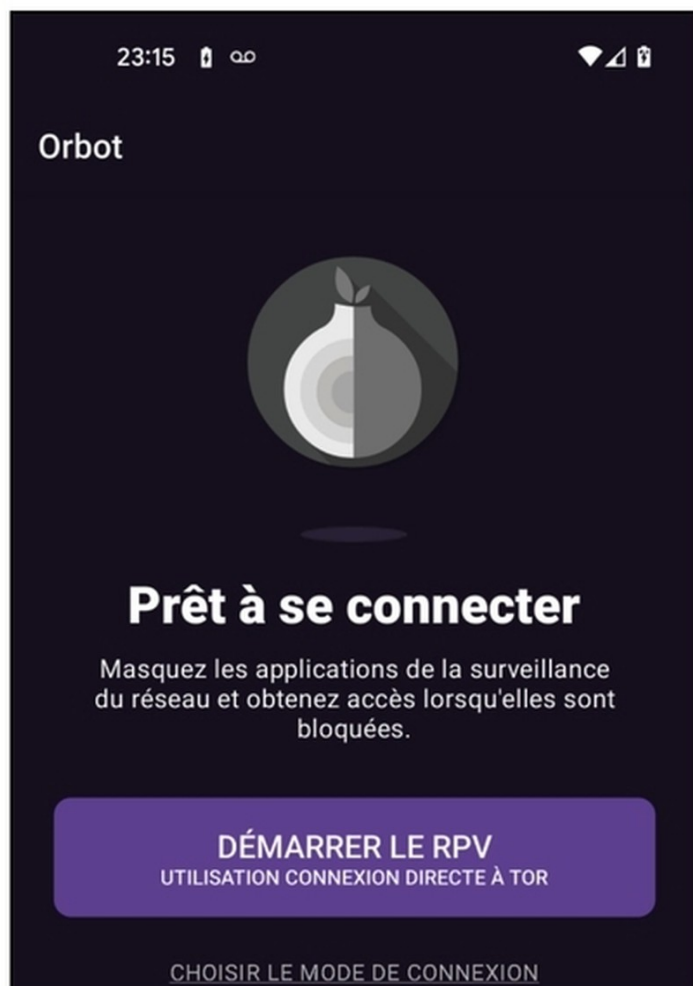 23:15
Orbot
Prêt à se connecter
Masquez les applications de la surveillance
du réseau et obtenez accès lorsqu'elles sont
bloquées.
DÉMARRER LE RPV
UTILISATION CONNEXION DIRECTE À TOR
CHOISIR LE MODE DE CONNEXION